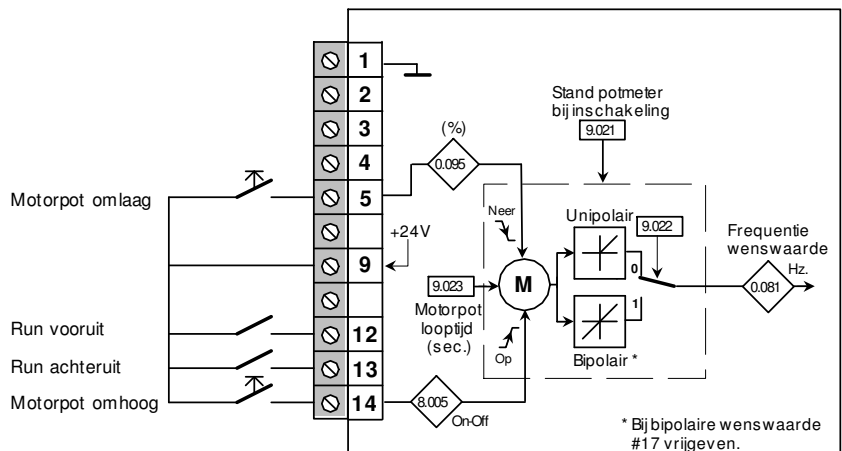 1
2
3
4
5
9
12
13
14
Motorpot omlaag
Run vooruit
Run achteruit
Motorpot omhoog
+24V
(%)
0.095
8.005
On-Off
Stand potmeter
bij inschakeling
9.021
Neer
Unipolair
9.022
0
9.023
M
Motorpot
looptijd
(sec.)
Op
1
Bipolair *
Frequentie
wenswaarde
Hz.
0.081
* Bij bipolaire wenswaarde
#17 vrijgeven.